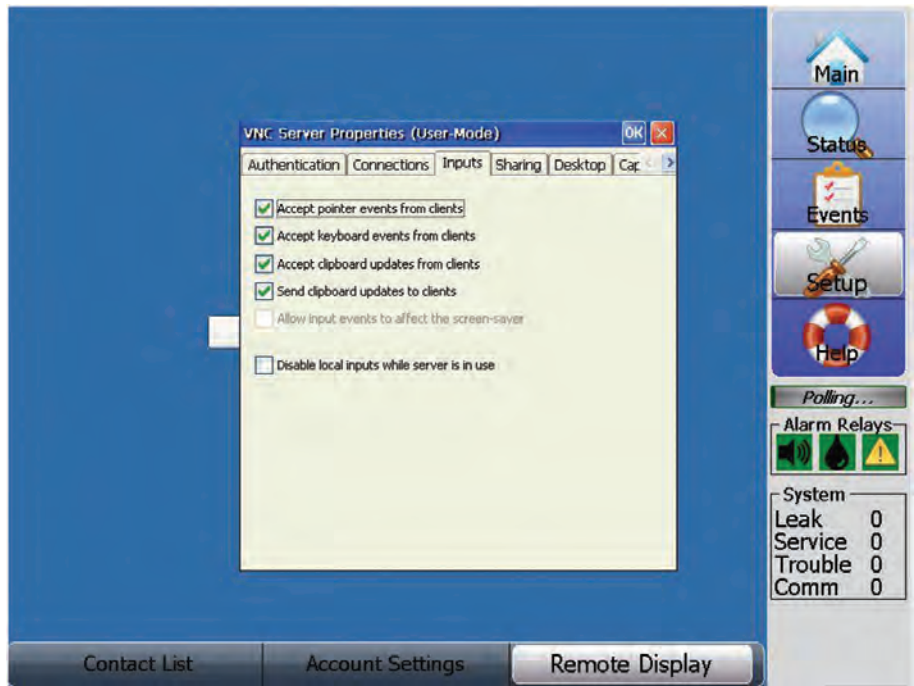 VNC Server Properties (User-Mode) OK
Authentication Connections Inputs Sharing Desktop Cap
Accept pointer events from clients
Accept keyboard events from clients
Accept clipboard updates from clients
Send clipboard updates to clients
Allow input events to affect the screen-saver
Disable local inputs while server is in use
Main
Status
Events
Setup
Help
Polling...
Alarm Relays
System
Leak 0
Service 0
Trouble 0
Comm 0
Contact List Account Settings Remote Display